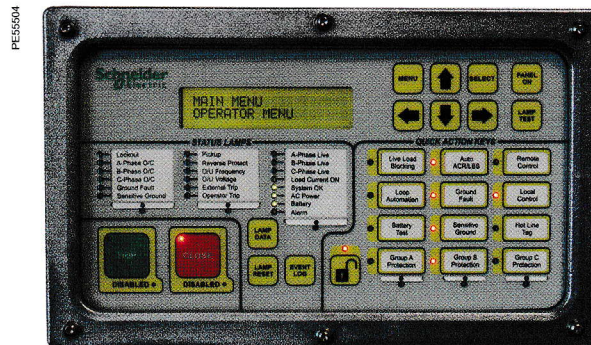 PE55504
Schneider
ELECTRIC
MAIN MENU
OPERATOR MENU
MENU
SELECT
PANEL ON
LAMP TEST
STATUS LAMPS
Lockout
A-Phase O/C
B-Phase O/C
C-Phase O/C
Ground Fault
Sensitive Ground
Pickup
Reverse Protect
O/U Frequency
O/U Voltage
External Trip
Operator Trip
A-Phase Live
B-Phase Live
C-Phase Live
Load Current ON
System OK
AC Power
Battery
Alarm
QUICK ACTION KEYS
Live Load
Blocking
Auto
ACR/LBS
Remote
Control
Loop
Automation
Ground
Fault
Local
Control
Battery
Test
Sensitive
Ground
Hot Line
Tag
Group A
Protection
Group B
Protection
Group C
Protection
TRIP
DISABLED
CLOSE
DISABLED
LAMP
DATA
LAMP
RESET
EVENT
LOG